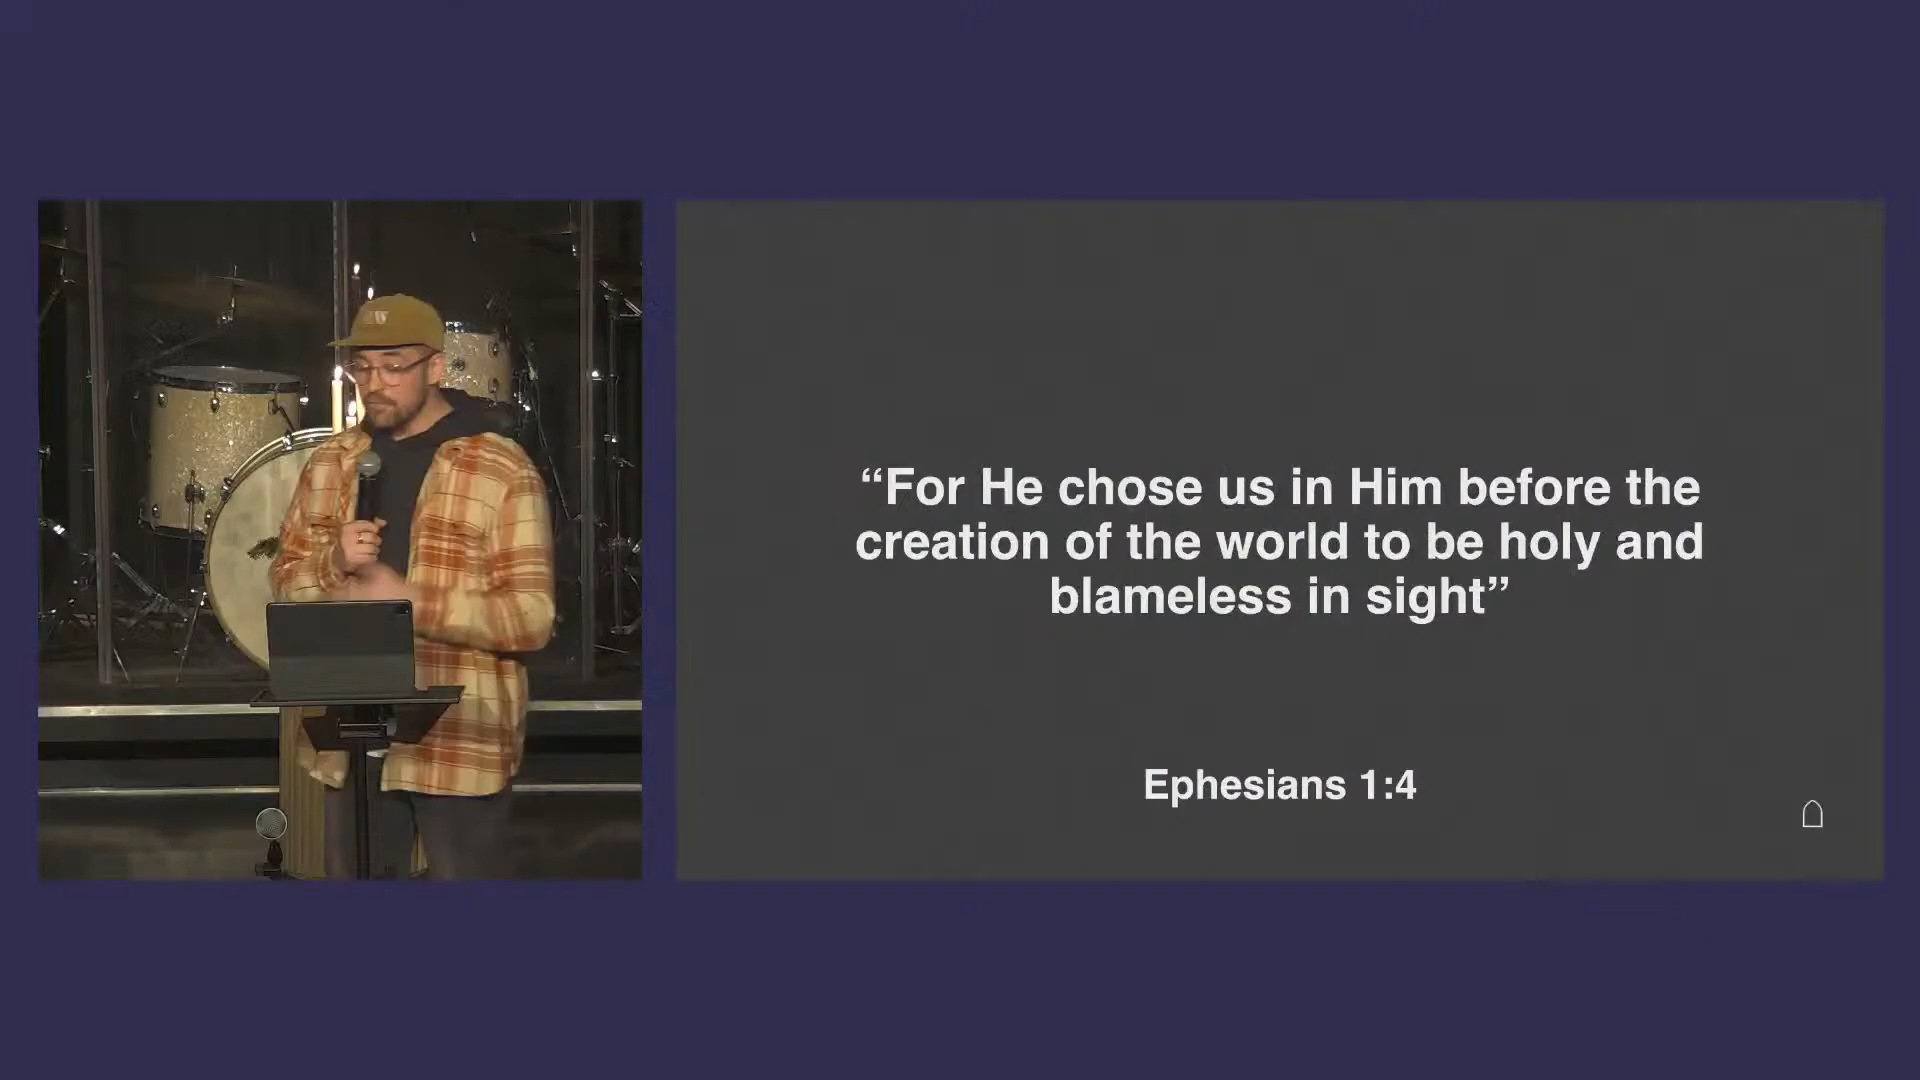 “For He chose us in Him before the
creation of the world to be holy and
blameless in sight”
Ephesians 1:4